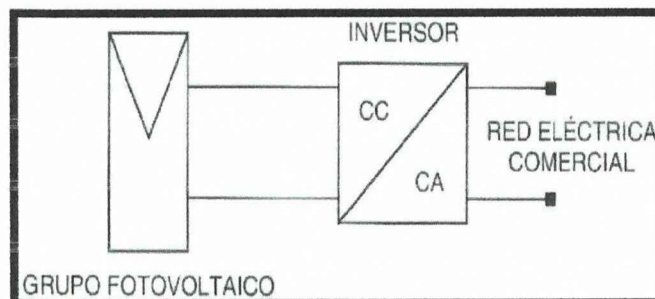 INVERSOR
CC
CA
RED ELÉCTRICA
COMERCIAL
GRUPO FOTOVOLTAICO